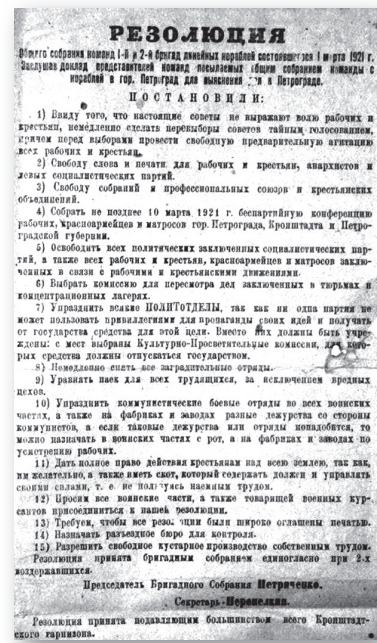 РЕЗОЛЮЦИЯ
Общего собрания команд 1-й и 2-й бригад линейных кораблей состоявшегося 1 марта 1921 г.
Заслушав доклад представителей команд посылаемых общим собранием команды с
кораблей в гор. Петроград для выяснения дел в Петрограде.
ПОСТАНОВИЛИ:
1) Ввиду того, что настоящие советы не выражают волю рабочих и
крестьян, немедленно сделать перевыборы советов тайным голосованием,
причем перед выборами провести свободную предварительную агитацию
всех рабочих и крестьян.
2) Свободу слова и печати для рабочих и крестьян, анархистов и
левых социалистических партий.
3) Свободу собраний и профессиональных союзов и крестьянских
объединений.
4) Собрать не позднее 10 марта 1921 г. беспартийную конференцию
рабочих, красноармейцев и матросов гор. Петрограда, Кронштадта и Петро-
градской губернии.
5) Освободить всех политических заключенных социалистических пар-
тий, а также всех рабочих и крестьян, красноармейцев и матросов заклю-
ченных в связи с рабочими и крестьянскими движениями.
6) Выбрать комиссию для пересмотра дел заключенных в тюрьмах и
концентрационных лагерях.
7) Упразднить всякие ПОЛИТОТДЕЛЫ, так как ни одна партия не
может пользовать привиллегиями для пропаганды своих идей и получать
от государства средства для этой цели. Вместо них должны быть учре-
ждены: с мест выбраны Культурно-Просветительные комиссии, для кото-
рых средства должны отпускаться государством.
8) Немедленно снять все заградительные отряды.
9) Уравнять паек для всех трудящихся, за исключением вредных
цехов.
10) Упразднить коммунистические боевые отряды во всех воинских
частях, а также на фабриках и заводах разные дежурства со стороны
коммунистов, а если таковые дежурства или отряды понадобятся, то
можно назначать в воинских частях с рот, а на фабриках и заводах по
усмотрению рабочих.
11) Дать полное право действия крестьянам над всею землею, так как,
им желательно, а также иметь скот, который содержать должен и управлять
своими силами, т. е. не пользуясь наемным трудом.
12) Просим все воинские части, а также товарищей военных кур-
сантов присоединиться к нашей резолюции.
13) Требуем, чтобы все резолюции были широко оглашены печатью.
14) Назначать разъездное бюро для контроля.
15) Разрешить свободное кустарное производство собственным трудом.
Резолюция принята бригадным собранием единогласно при 2-х
воздержавшихся.
Председатель Бригадного Собрания Петриченко.
Секретарь-Перепелкин.
Резолюция принята подавляющим большинством всего Кронштадт-
ского гарнизона.